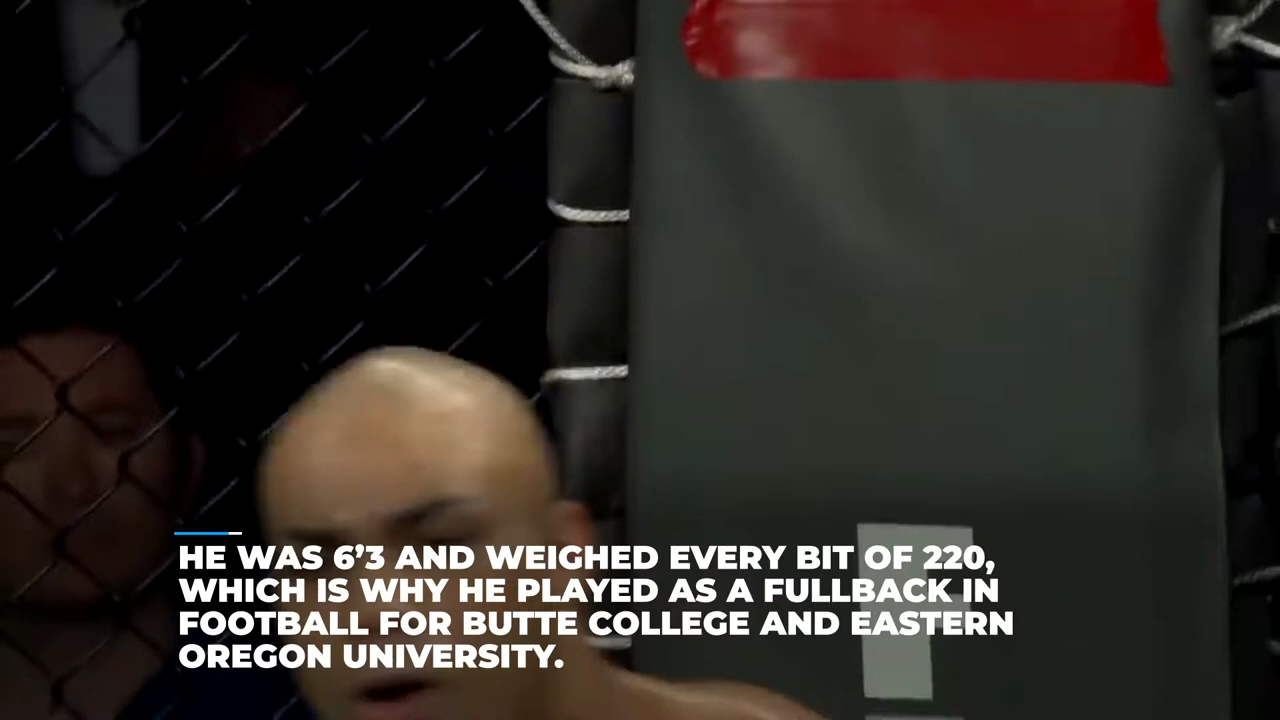 HE WAS 6’3 AND WEIGHED EVERY BIT OF 220,
WHICH IS WHY HE PLAYED AS A FULLBACK IN
FOOTBALL FOR BUTTE COLLEGE AND EASTERN
OREGON UNIVERSITY.